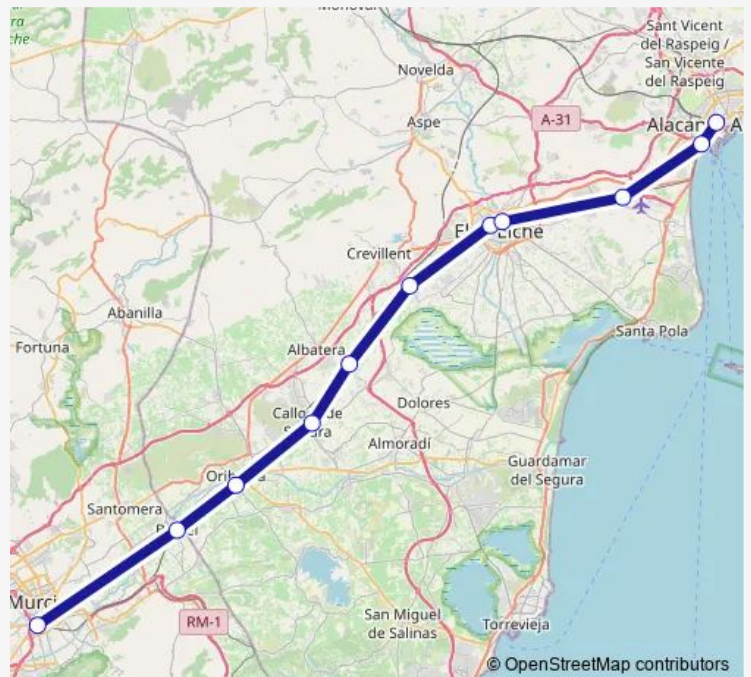 Sant Vicent
del Raspeig /
San Vicente
del Raspeig
Novelda
A-31
Aspe
Crevillent
Abanilla
Santa Pola
Fortuna
Albatera
Dolores
Almoradí
Guardamar
del Segura
Santomera
RM-1
San Miguel
de Salinas
Torrevieja
© OpenStreetMap contributors